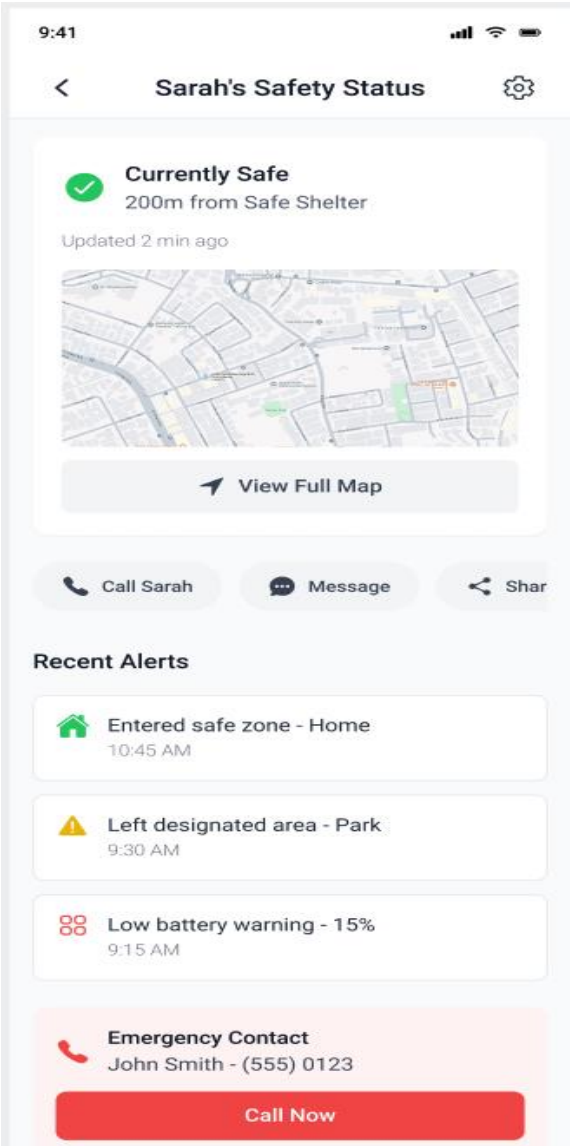 9:41
Sarah's Safety Status
Currently Safe
200m from Safe Shelter
Updated 2 min ago
View Full Map
Call Sarah
Message
Shar
Recent Alerts
Entered safe zone - Home
10:45 AM
Left designated area - Park
9:30 AM
Low battery warning - 15%
9:15 AM
Emergency Contact
John Smith - (555) 0123
Call Now